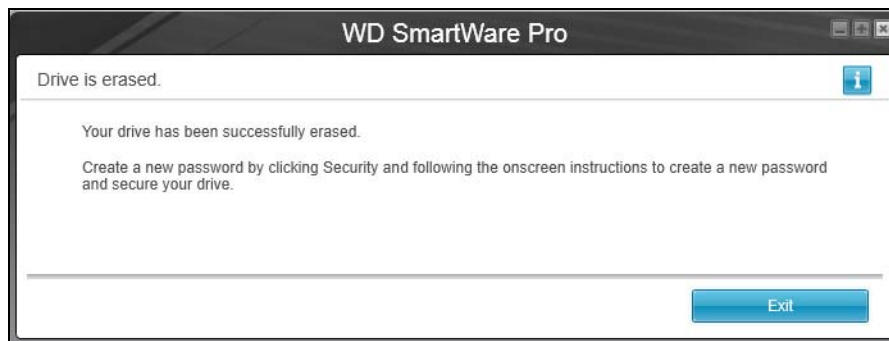 WD SmartWare Pro
Drive is erased.
i
Your drive has been successfully erased.
Create a new password by clicking Security and following the onscreen instructions to create a new password
and secure your drive.
Exit